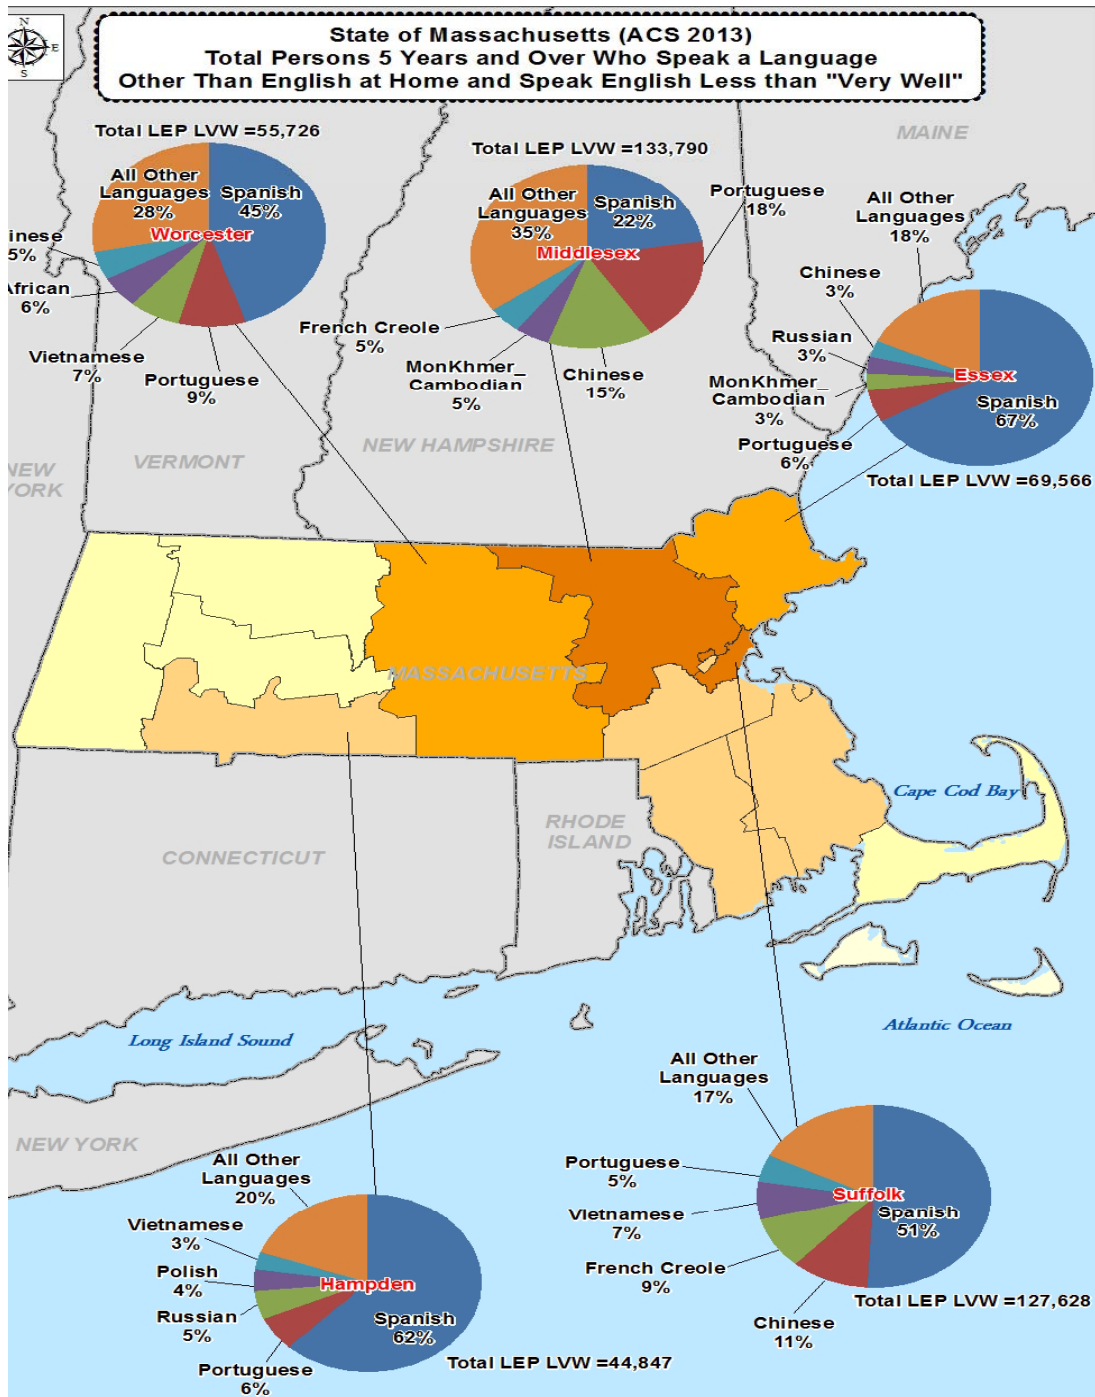 State of Massachusetts (ACS 2013)
Total Persons 5 Years and Over Who Speak a Language
Other Than English at Home and Speak English Less than "Very Well"
N
E
S
MAINE
Total LEP LVW =55,726
All Other
Languages
28%
Spanish
45%
Worcester
inese
5%
African
6%
Vietnamese
7%
Portuguese
9%
Total LEP LVW =133,790
All Other
Languages
35%
Spanish
22%
Middlesex
Portuguese
18%
French Creole
5%
MonKhmer_
Cambodian
5%
Chinese
15%
All Other
Languages
18%
Chinese
3%
Russian
3%
MonKhmer_
Cambodian
3%
Portuguese
6%
Essex
Spanish
67%
Total LEP LVW =69,566
NEW
YORK
VERMONT
NEW HAMPSHIRE
MASSACHUSETTS
CONNECTICUT
RHODE
ISLAND
Cape Cod Bay
Long Island Sound
Atlantic Ocean
NEW YORK
All Other
Languages
20%
Vietnamese
3%
Polish
4%
Russian
5%
Portuguese
6%
Hampden
Spanish
62%
Total LEP LVW =44,847
All Other
Languages
17%
Portuguese
5%
Vietnamese
7%
French Creole
9%
Chinese
11%
Suffolk
Spanish
51%
Total LEP LVW =127,628